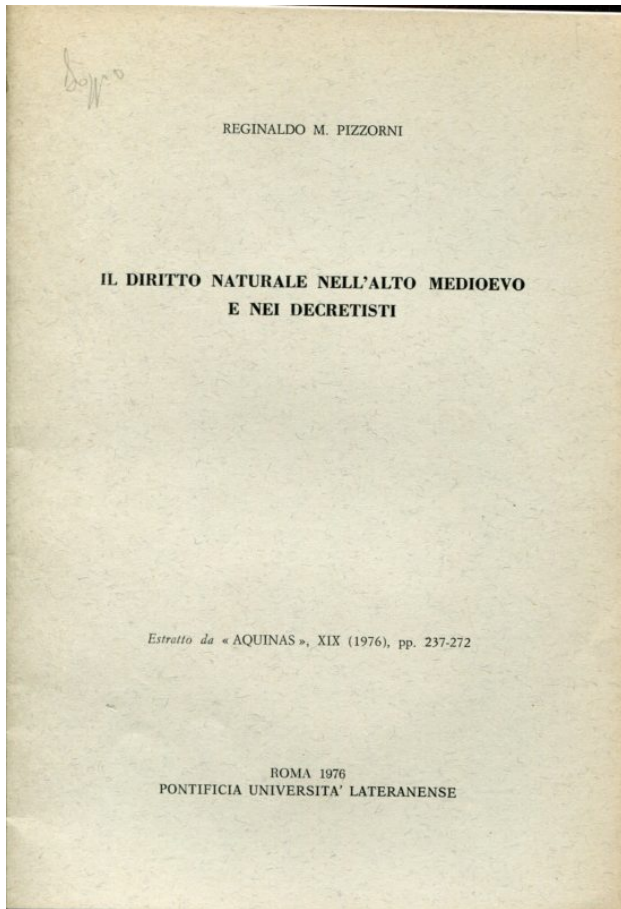 Doppio
REGINALDO M. PIZZORNI
IL DIRITTO NATURALE NELL'ALTO MEDIOEVO
E NEI DECRETISTI
Estratto da « AQUINAS », XIX (1976), pp. 237-272
ROMA 1976
PONTIFICIA UNIVERSITA' LATERANENSE